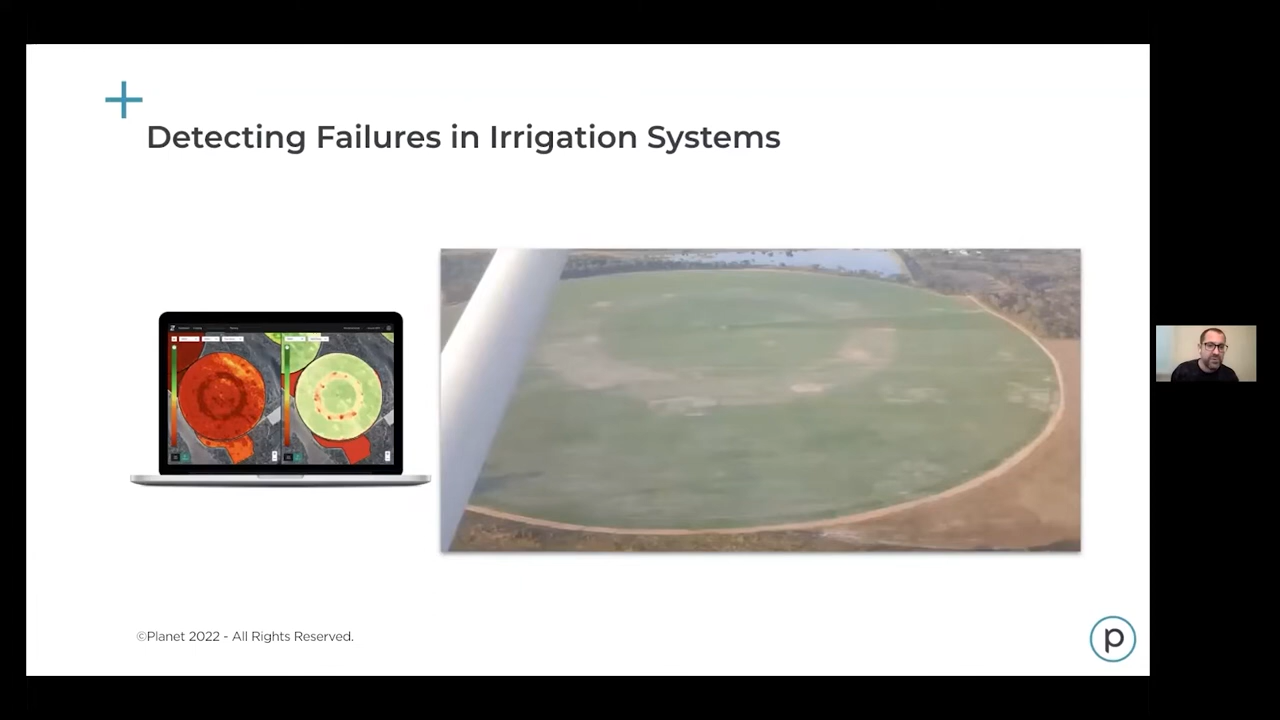 Detecting Failures in Irrigation Systems
©Planet 2022 - All Rights Reserved.
p